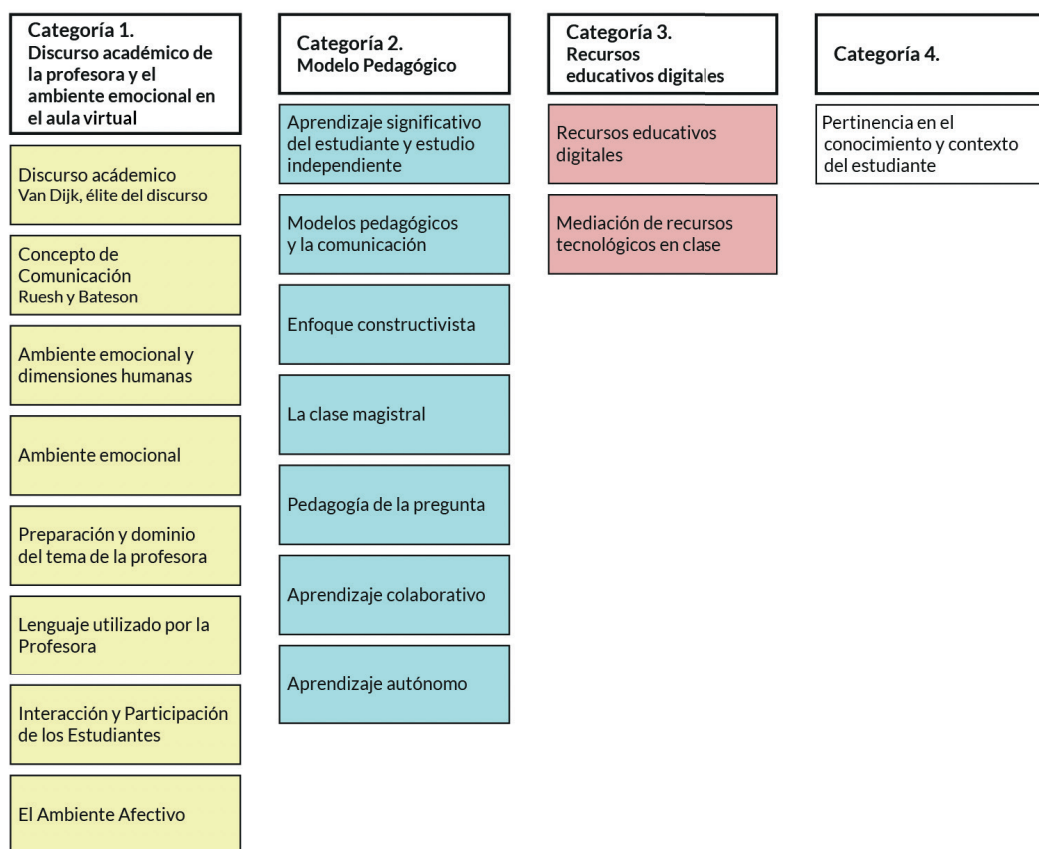 Categoría 1.
Discurso académico de
la profesora y el
ambiente emocional en
el aula virtual
Discurso acádemico
Van Dijk, élite del discurso
Concepto de
Comunicación
Ruesh y Bateson
Ambiente emocional y
dimensiones humanas
Ambiente emocional
Preparación y dominio
del tema de la profesora
Lenguaje utilizado por la
Profesora
Interacción y Participación
de los Estudiantes
El Ambiente Afectivo
Categoría 2.
Modelo Pedagógico
Aprendizaje significativo
del estudiante y estudio
independiente
Modelos pedagógicos
y la comunicación
Enfoque constructivista
La clase magistral
Pedagogía de la pregunta
Aprendizaje colaborativo
Aprendizaje autónomo
Categoría 3.
Recursos
educativos digitales
Recursos educativos
digitales
Mediación de recursos
tecnológicos en clase
Categoría 4.
Pertinencia en el
conocimiento y contexto
del estudiante